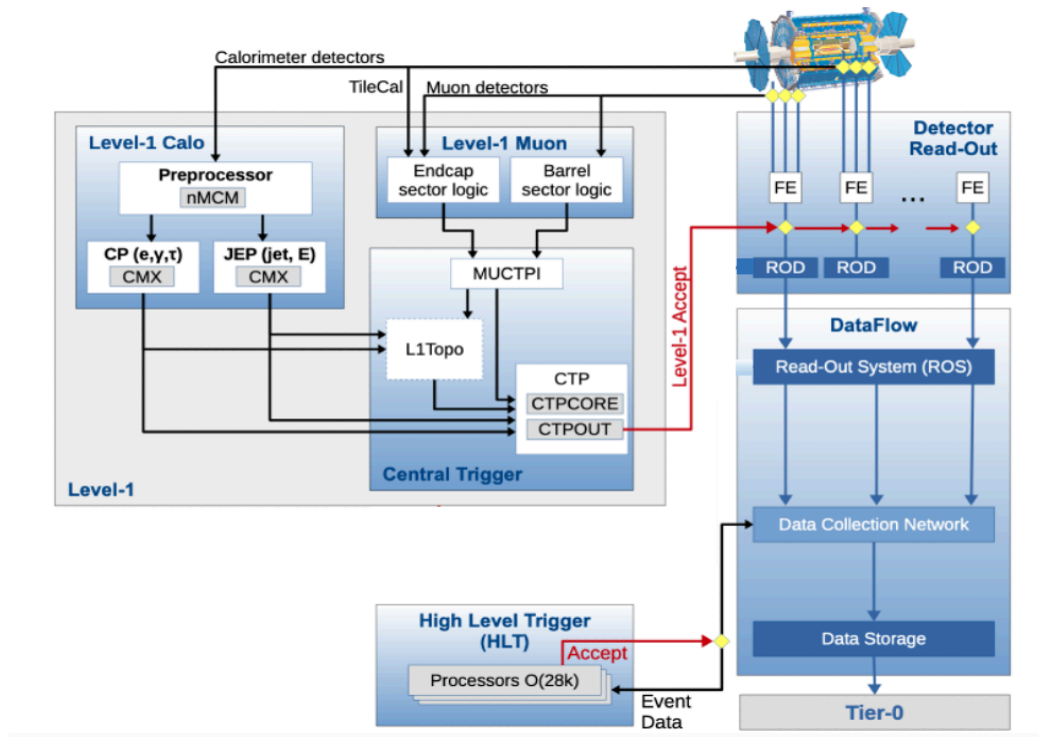 Calorimeter detectors
TileCal
Muon detectors
Level-1 Calo
Preprocessor
nMCM
CP (e,γ,τ)
CMX
JEP (jet, E)
CMX
Level-1 Muon
Endcap
sector logic
Barrel
sector logic
MUCTPI
L1Topo
CTP
CTPCORE
CTPOUT
Central Trigger
Level-1
Level-1 Accept
Detector
Read-Out
FE
FE
...
FE
ROD
ROD
ROD
DataFlow
Read-Out System (ROS)
Data Collection Network
Data Storage
Tier-0
High Level Trigger
(HLT)
Accept
Processors O(28k)
Event
Data